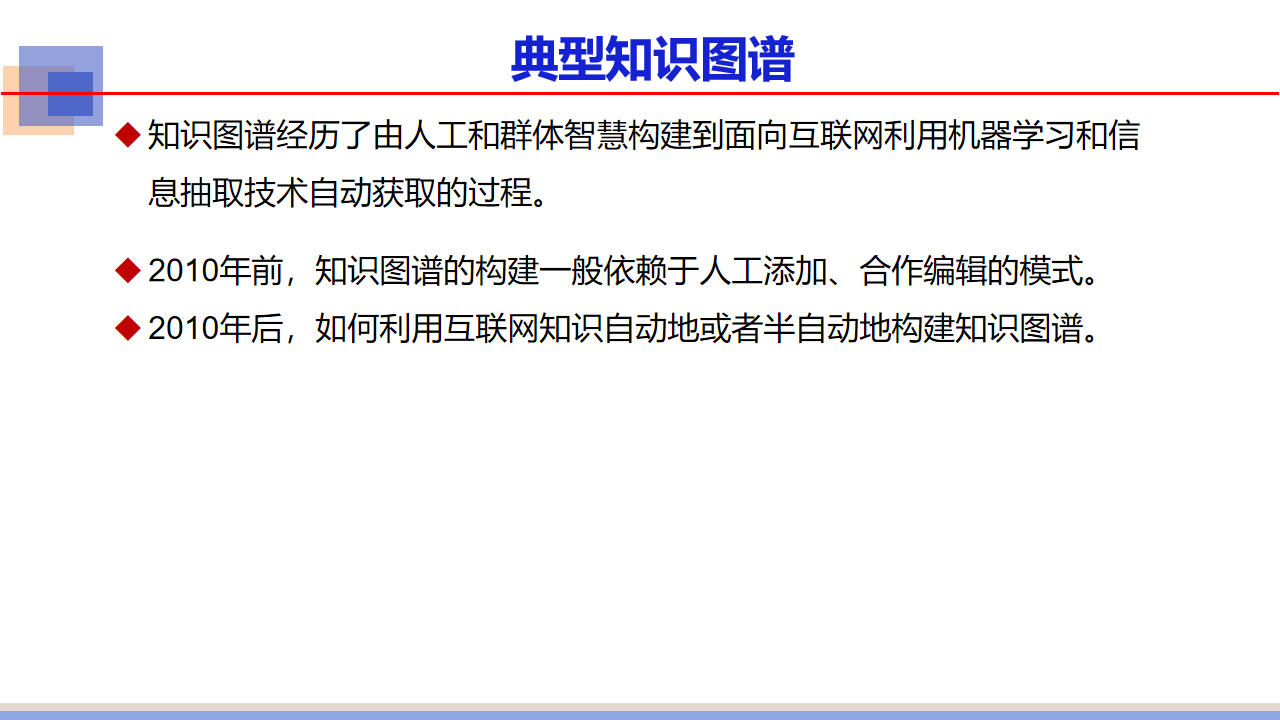 典型知识图谱
知识图谱经历了由人工和群体智慧构建到面向互联网利用机器学习和信
息抽取技术自动获取的过程。
2010年前，知识图谱的构建一般依赖于人工添加、合作编辑的模式。
2010年后，如何利用互联网知识自动地或者半自动地构建知识图谱。